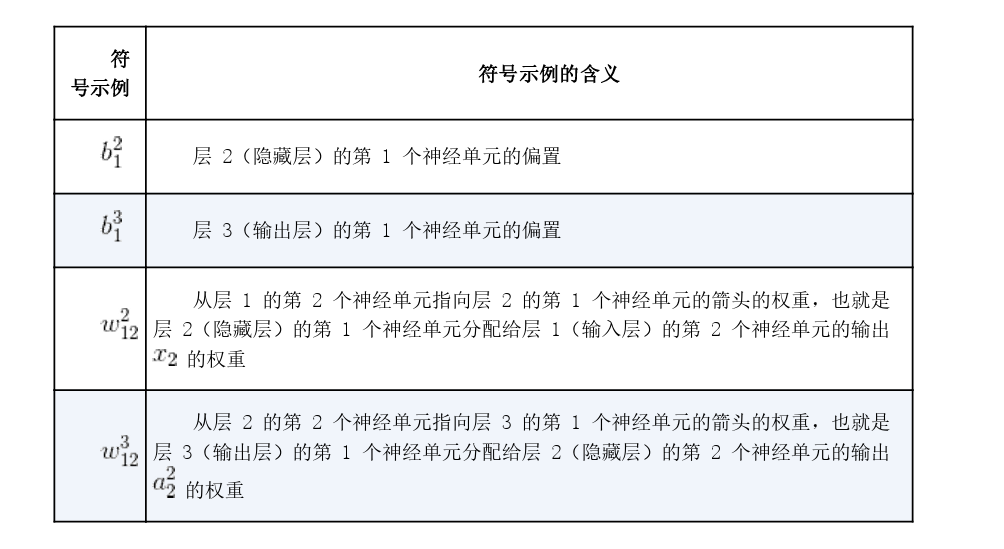 符
号示例
符号示例的含义
$b_1^2$
层 2（隐藏层）的第 1 个神经单元的偏置
$b_1^3$
层 3（输出层）的第 1 个神经单元的偏置
$w_{12}^2$
从层 1 的第 2 个神经单元指向层 2 的第 1 个神经单元的箭头的权重，也就是
层 2（隐藏层）的第 1 个神经单元分配给层 1（输入层）的第 2 个神经单元的输出
$x_2$ 的权重
$w_{12}^3$
从层 2 的第 2 个神经单元指向层 3 的第 1 个神经单元的箭头的权重，也就是
层 3（输出层）的第 1 个神经单元分配给层 2（隐藏层）的第 2 个神经单元的输出
$a_2^2$ 的权重